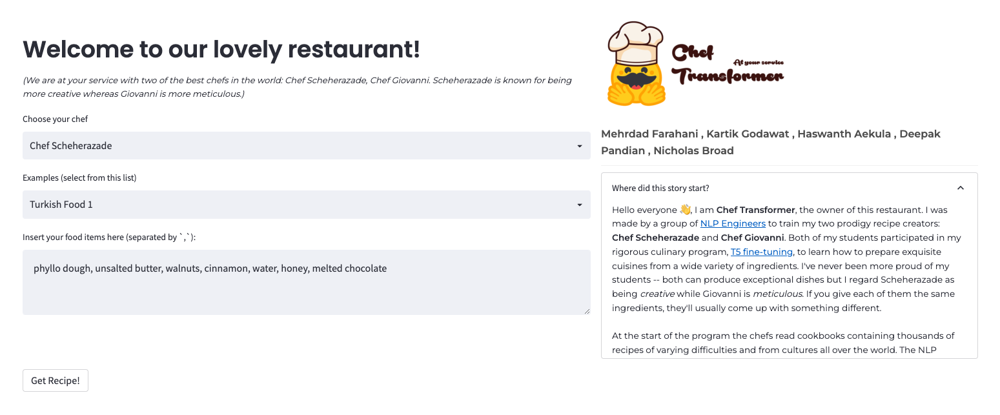 Welcome to our lovely restaurant!
(We are at your service with two of the best chefs in the world: Chef Scheherazade, Chef Giovanni. Scheherazade is known for being
more creative whereas Giovanni is more meticulous.)
Choose your chef
Chef Scheherazade
Examples (select from this list)
Turkish Food 1
Insert your food items here (separated by `,`):
phyllo dough, unsalted butter, walnuts, cinnamon, water, honey, melted chocolate
Get Recipe!
Chef
At your service
Transformer
Mehrdad Farahani , Kartik Godawat , Haswanth Aekula , Deepak
Pandian , Nicholas Broad
Where did this story start?
Hello everyone 👋, I am Chef Transformer, the owner of this restaurant. I was
made by a group of NLP Engineers to train my two prodigy recipe creators:
Chef Scheherazade and Chef Giovanni. Both of my students participated in my
rigorous culinary program, T5 fine-tuning, to learn how to prepare exquisite
cuisines from a wide variety of ingredients. I've never been more proud of my
students -- both can produce exceptional dishes but I regard Scheherazade as
being creative while Giovanni is meticulous. If you give each of them the same
ingredients, they'll usually come up with something different.
At the start of the program the chefs read cookbooks containing thousands of
recipes of varying difficulties and from cultures all over the world. The NLP